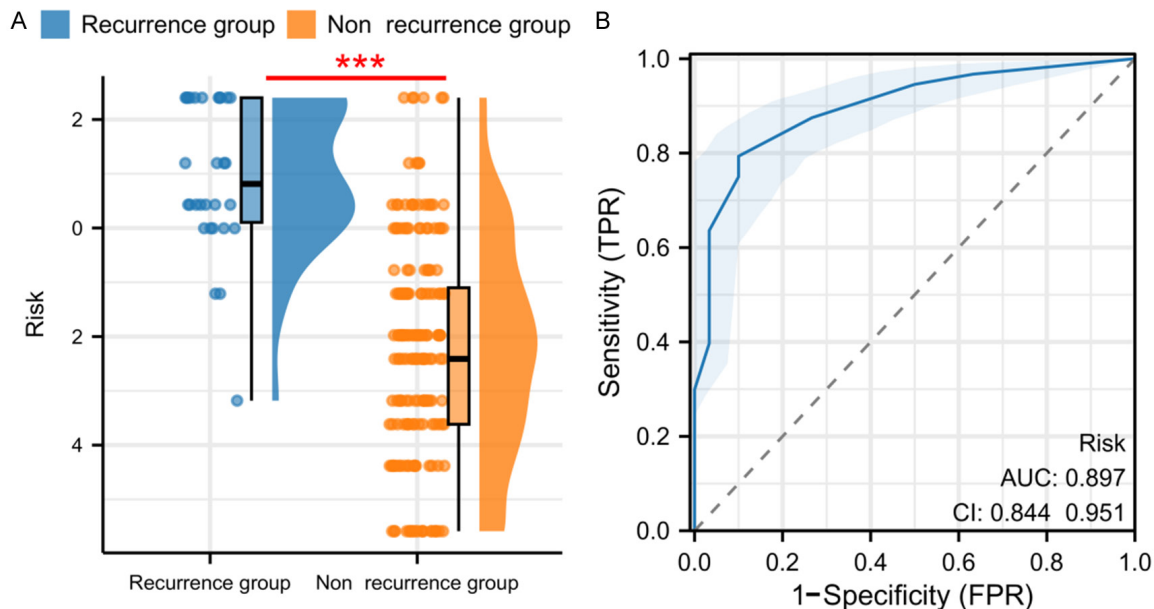 A
Recurrence group
Non recurrence group
***
Risk
2
0
2
4
Recurrence group
Non recurrence group
B
Sensitivity (TPR)
1.0
0.8
0.6
0.4
0.2
0.0
Risk
AUC: 0.897
CI: 0.844 0.951
0.0 0.2 0.4 0.6 0.8 1.0
1−Specificity (FPR)